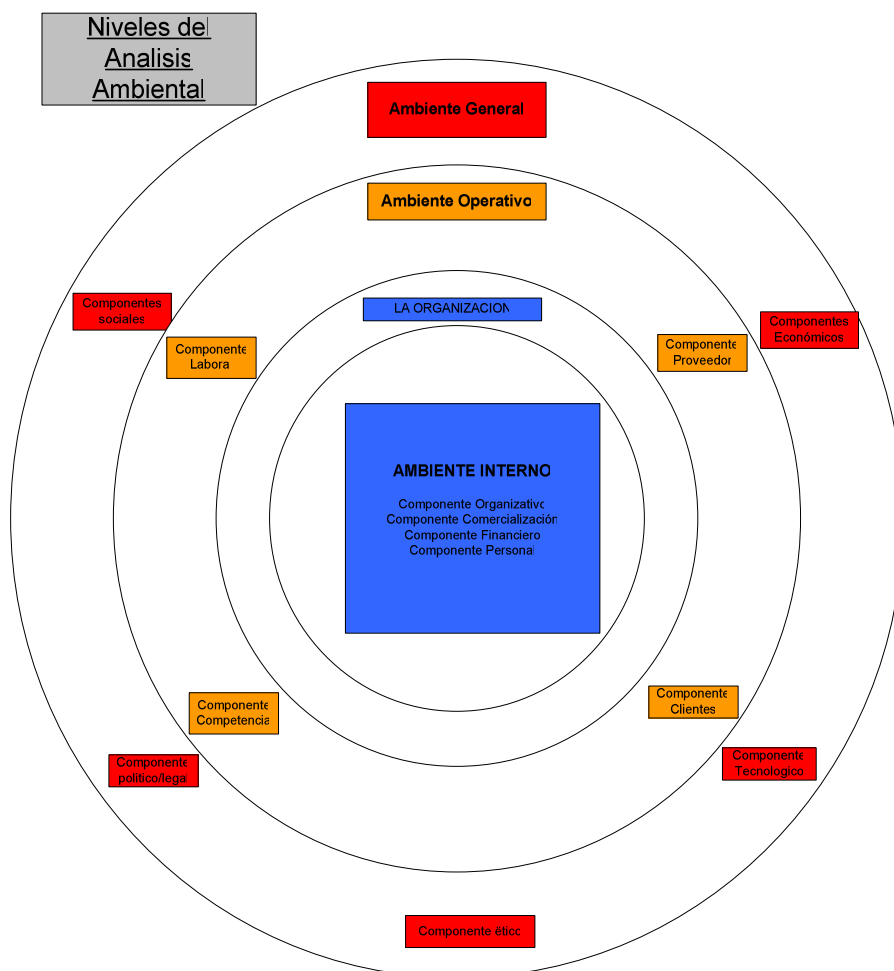 Niveles del
Analisis
Ambiental
Ambiente General
Ambiente Operativo
LA ORGANIZACION
Componentes
sociales
Componente
Labora
Componente
Proveedor
Componentes
Económicos
AMBIENTE INTERNO
Componente Organizativo
Componente Comercialización
Componente Financiero
Componente Personal
Componente
Competencia
Componente
Clientes
Componente
político/legal
Componente
Tecnologico
Componente ético